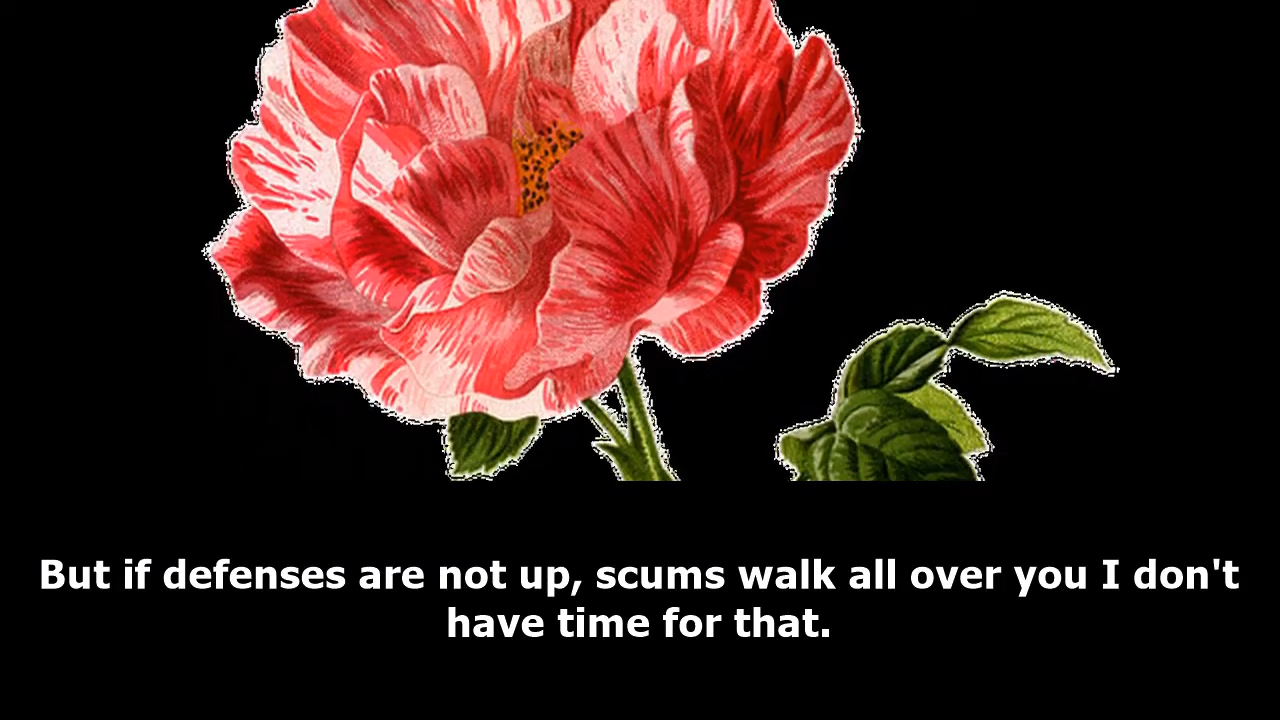 But if defenses are not up, scums walk all over you I don't
have time for that.